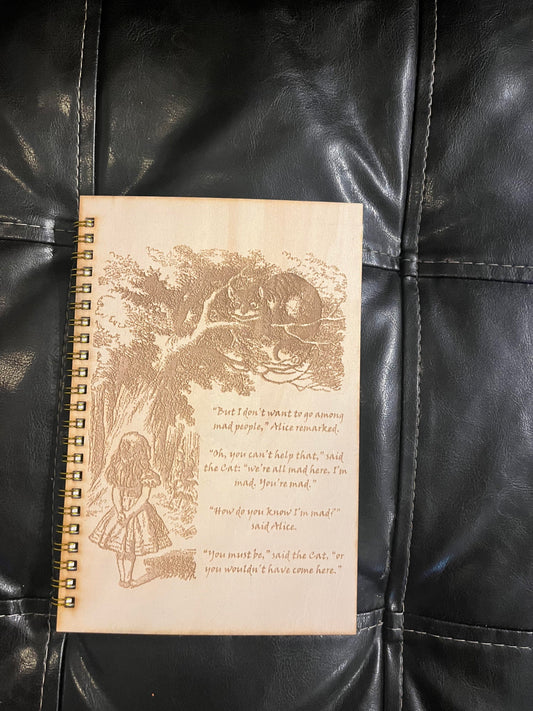 "But I don't want to go among
mad people," Alice remarked.
"Oh, you can't help that," said
the Cat: "we're all mad here. I'm
mad. You're mad."
"How do you know I'm mad?"
said Alice.
"You must be," said the Cat, "or
you wouldn't have come here."